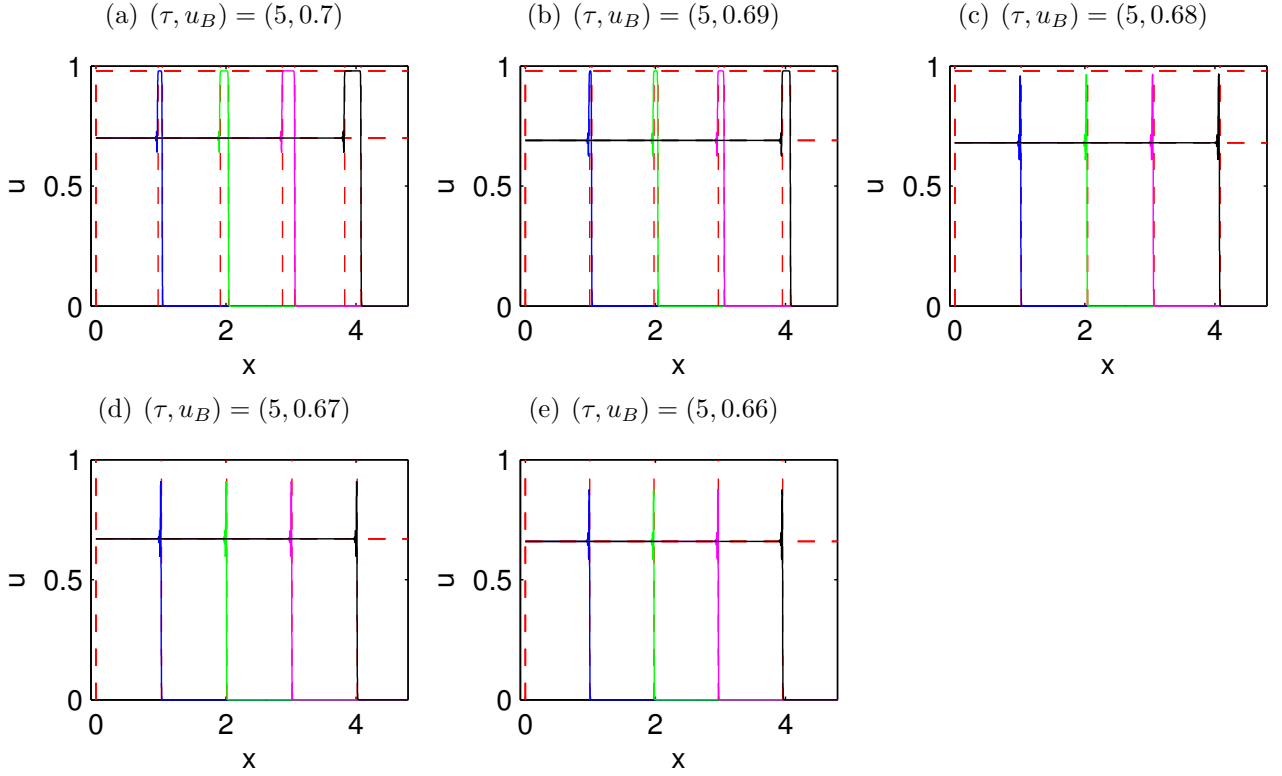 (a) (τ, u_B) = (5, 0.7)
1
0.5
0
u
0 2 4
x
(b) (τ, u_B) = (5, 0.69)
1
0.5
0
u
0 2 4
x
(c) (τ, u_B) = (5, 0.68)
1
0.5
0
u
0 2 4
x
(d) (τ, u_B) = (5, 0.67)
1
0.5
0
u
0 2 4
x
(e) (τ, u_B) = (5, 0.66)
1
0.5
0
u
0 2 4
x